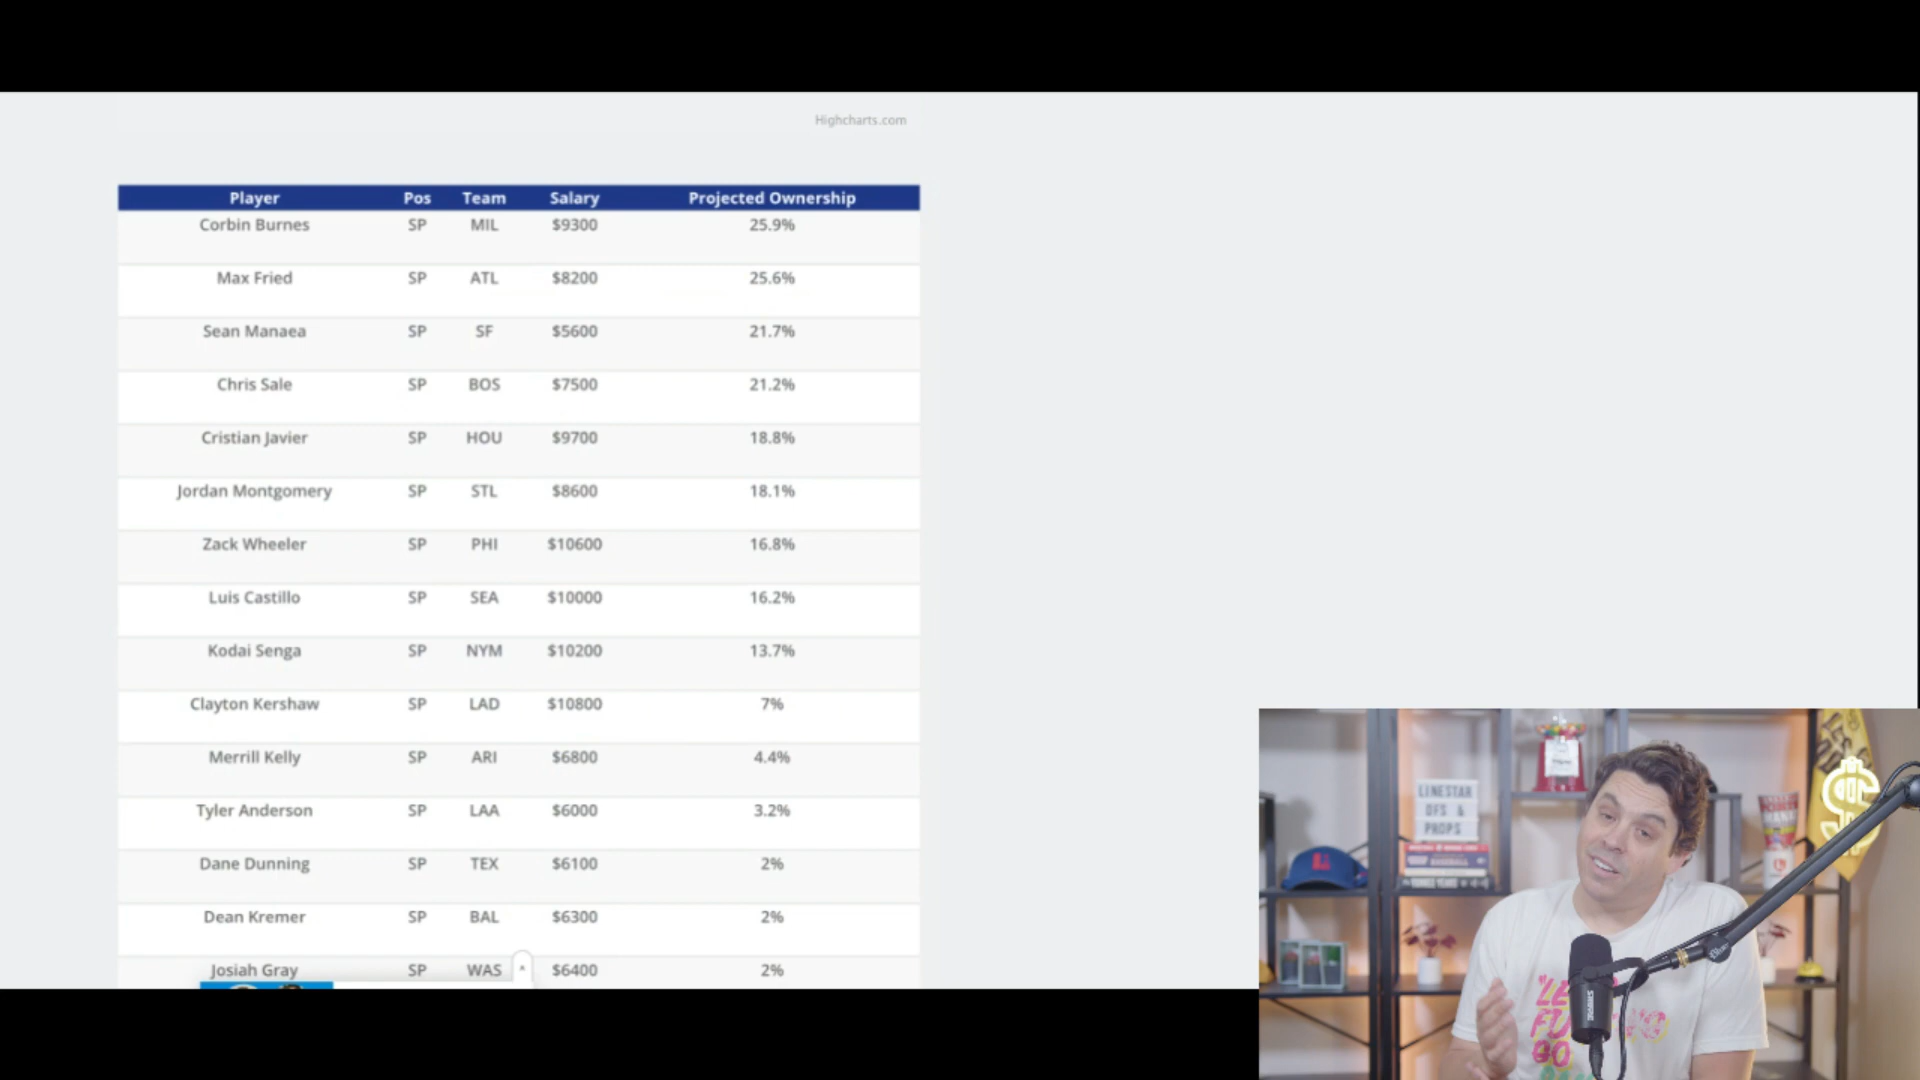 Highcharts.com
Player Pos Team Salary Projected Ownership
Corbin Burnes SP MIL $9300 25.9%
Max Fried SP ATL $8200 25.6%
Sean Manaea SP SF $5600 21.7%
Chris Sale SP BOS $7500 21.2%
Cristian Javier SP HOU $9700 18.8%
Jordan Montgomery SP STL $8600 18.1%
Zack Wheeler SP PHI $10600 16.8%
Luis Castillo SP SEA $10000 16.2%
Kodai Senga SP NYM $10200 13.7%
Clayton Kershaw SP LAD $10800 7%
Merrill Kelly SP ARI $6800 4.4%
Tyler Anderson SP LAA $6000 3.2%
Dane Dunning SP TEX $6100 2%
Dean Kremer SP BAL $6300 2%
Josiah Gray SP WAS $6400 2%
LINESTAR
DFS &
PROPS
SHURE